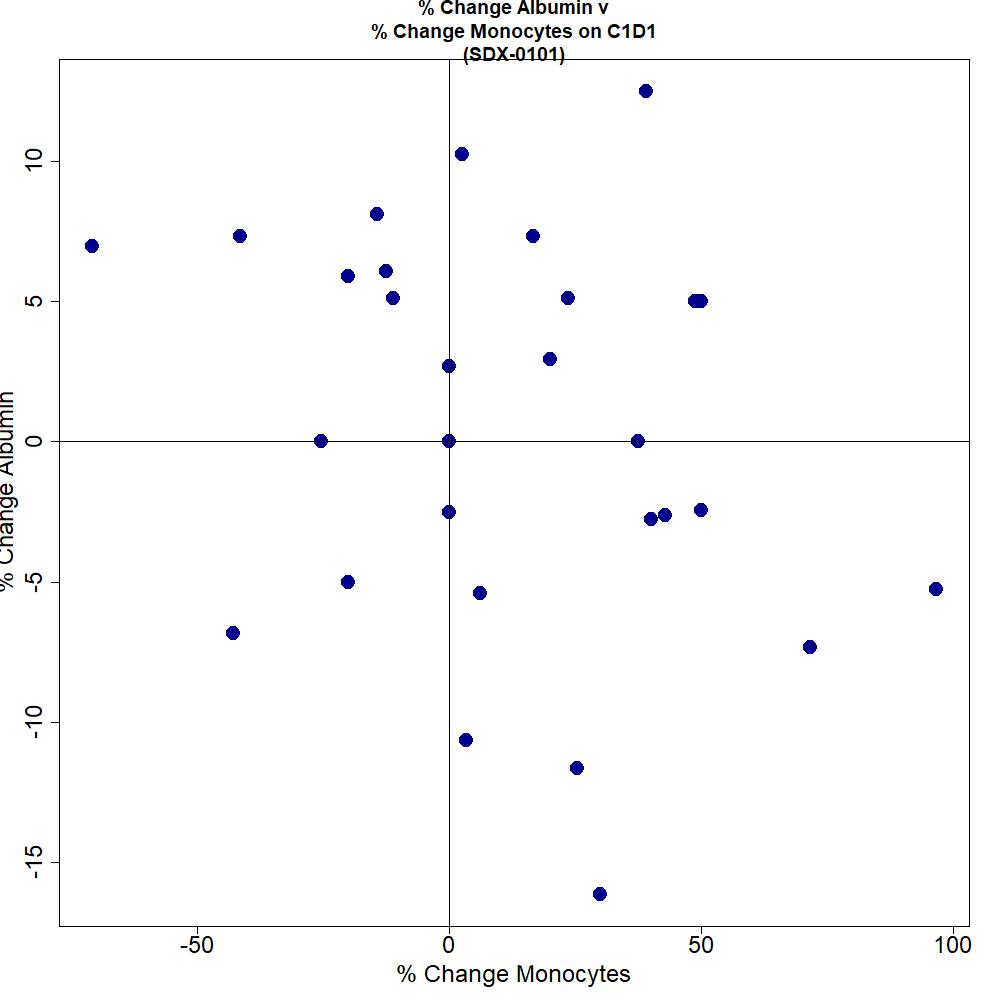 % Change Albumin v
% Change Monocytes on C1D1
(SDX-0101)
10
5
0
-5
-10
-15
% Change Albumin
-50
0
50
100
% Change Monocytes